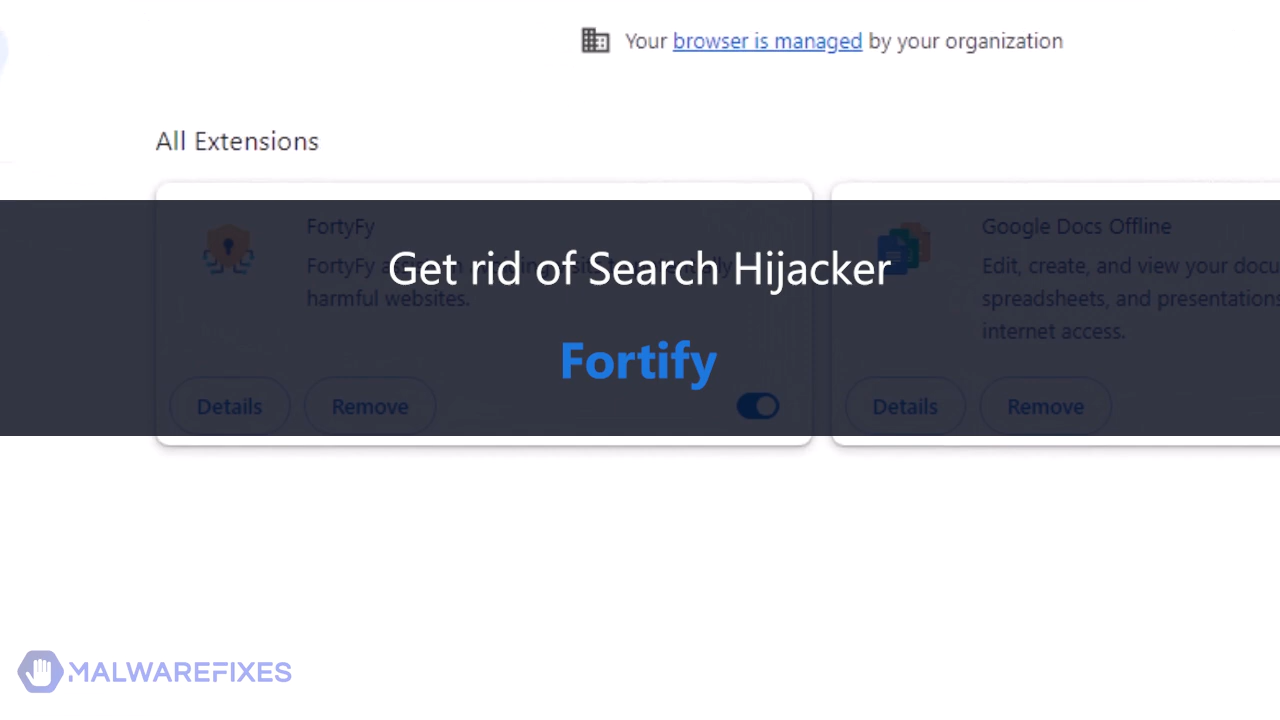 Your browser is managed by your organization
All Extensions
FortyFy
Google Docs Offline
Get rid of Search Hijacker
FortyFy
Edit, create, and view your docu
harmful websites.
spreadsheets, and presentations
internet access.
Fortify
Details
Remove
Details
Remove
MALWAREFIXES